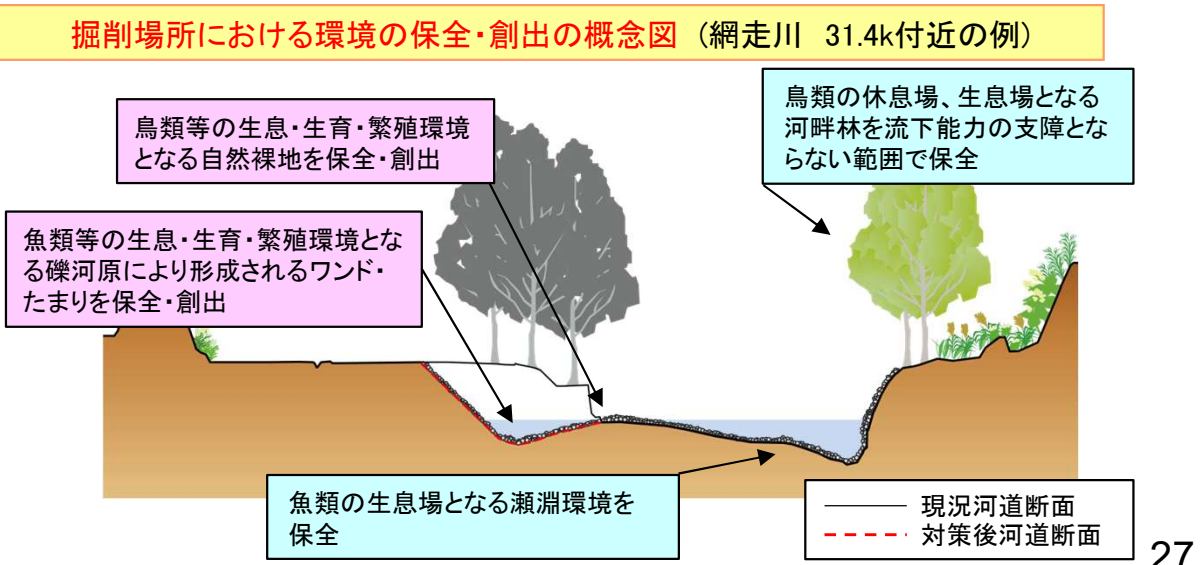 掘削場所における環境の保全・創出の概念図（網走川　31.4k付近の例）
鳥類等の生息・生育・繁殖環境
となる自然裸地を保全・創出
鳥類の休息場、生息場となる
河畔林を流下能力の支障とな
らない範囲で保全
魚類等の生息・生育・繁殖環境とな
る礫河原により形成されるワンド・
たまりを保全・創出
魚類の生息場となる瀬淵環境を
保全
現況河道断面
対策後河道断面
27